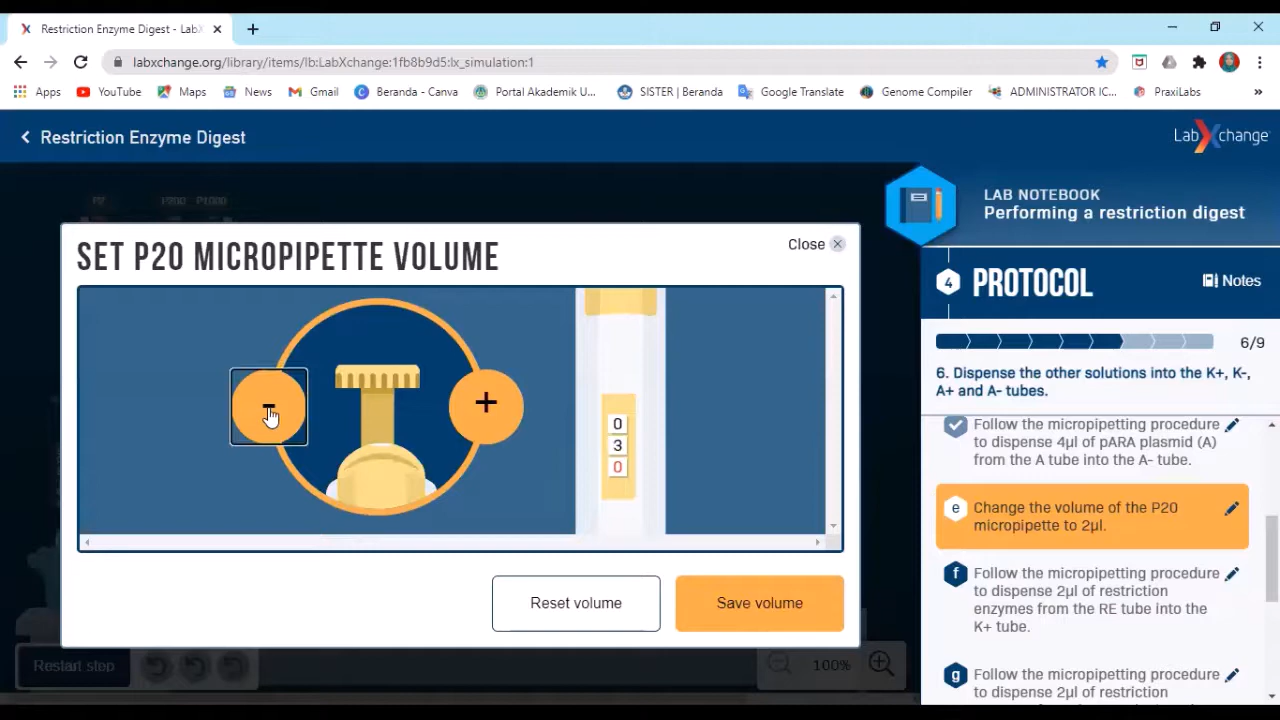 Restriction Enzyme Digest - LabX
labxchange.org/library/items/lb:LabXchange:1fb8b9d5:lx_simulation:1
Apps YouTube Maps News Gmail Beranda - Canva Portal Akademik U... SISTER | Beranda Google Translate Genome Compiler ADMINISTRATOR IC... PraxiLabs »
Restriction Enzyme Digest
LabXchange
P2 P200 P1000
LAB NOTEBOOK
Performing a restriction digest
SET P20 MICROPIPETTE VOLUME
Close
4 PROTOCOL
Notes
6/9
6. Dispense the other solutions into the K+, K-,
A+ and A- tubes.
Follow the micropipetting procedure
to dispense 4µl of pARA plasmid (A)
from the A tube into the A- tube.
e Change the volume of the P20
micropipette to 2µl.
f Follow the micropipetting procedure
to dispense 2µl of restriction
enzymes from the RE tube into the
K+ tube.
g Follow the micropipetting procedure
to dispense 2µl of restriction
-
+
0
3
0
Reset volume
Save volume
Restart step
100%